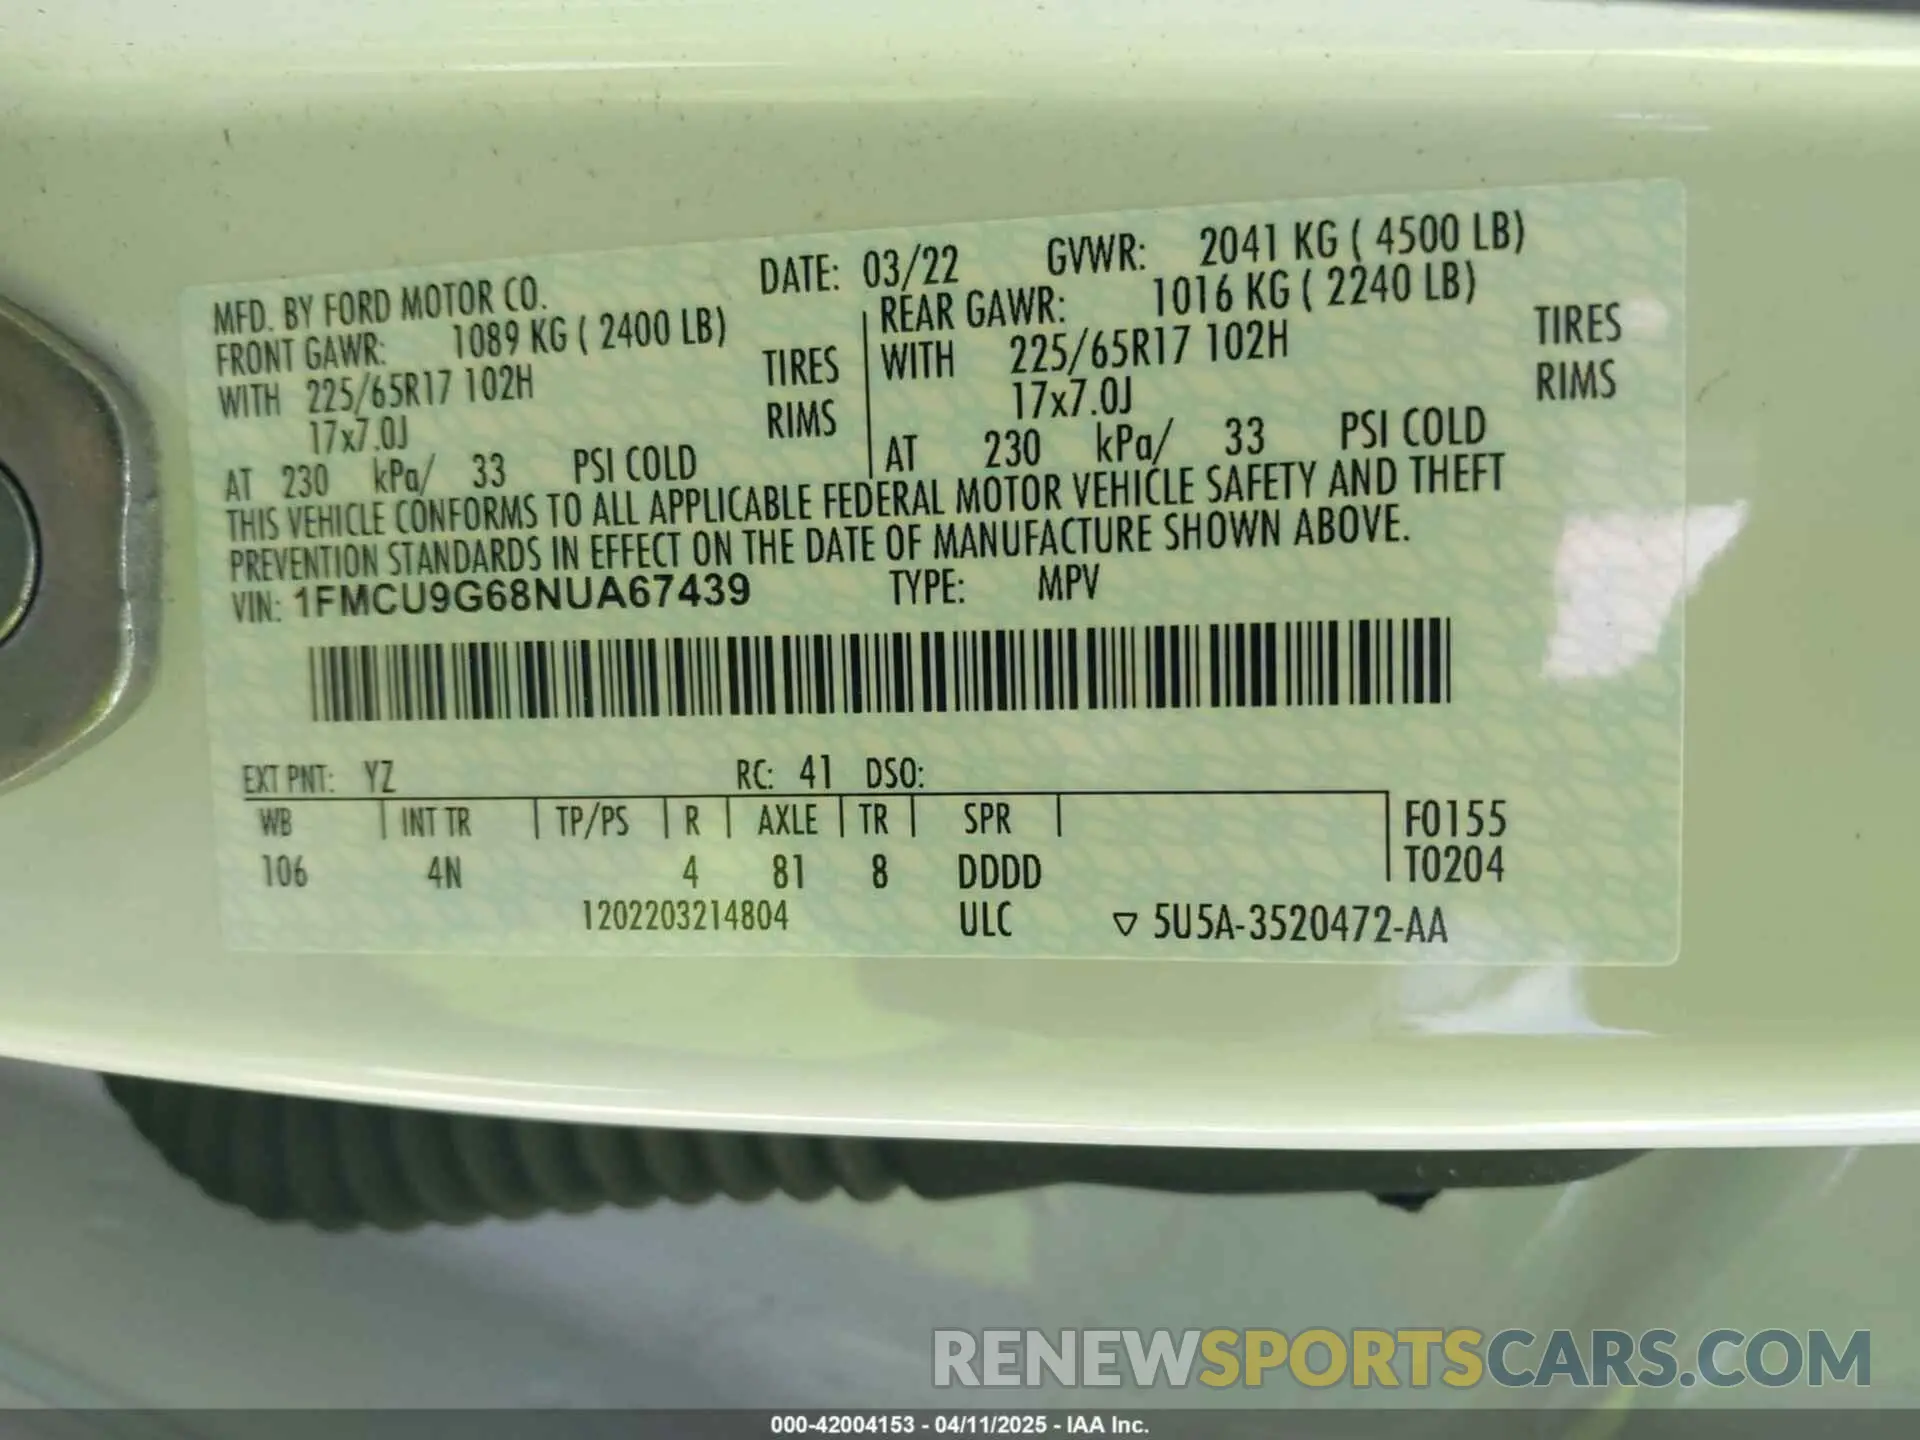 MFD. BY FORD MOTOR CO. DATE: 03/22 GVWR: 2041 KG ( 4500 LB)
FRONT GAWR: 1089 KG ( 2400 LB) REAR GAWR: 1016 KG ( 2240 LB)
WITH 225/65R17 102H TIRES WITH 225/65R17 102H TIRES
17x7.0J RIMS 17x7.0J RIMS
AT 230 kPa/ 33 PSI COLD AT 230 kPa/ 33 PSI COLD
THIS VEHICLE CONFORMS TO ALL APPLICABLE FEDERAL MOTOR VEHICLE SAFETY AND THEFT
PREVENTION STANDARDS IN EFFECT ON THE DATE OF MANUFACTURE SHOWN ABOVE.
VIN: 1FMCU9G68NUA67439 TYPE: MPV
EXT PNT: YZ RC: 41 DSO:
WB INT TR TP/PS R AXLE TR SPR F0155
106 4N 4 81 8 DDDD T0204
1202203214804 ULC ▽ 5U5A-3520472-AA
RENEWSPORTSCARS.COM
000-42004153 - 04/11/2025 - IAA Inc.